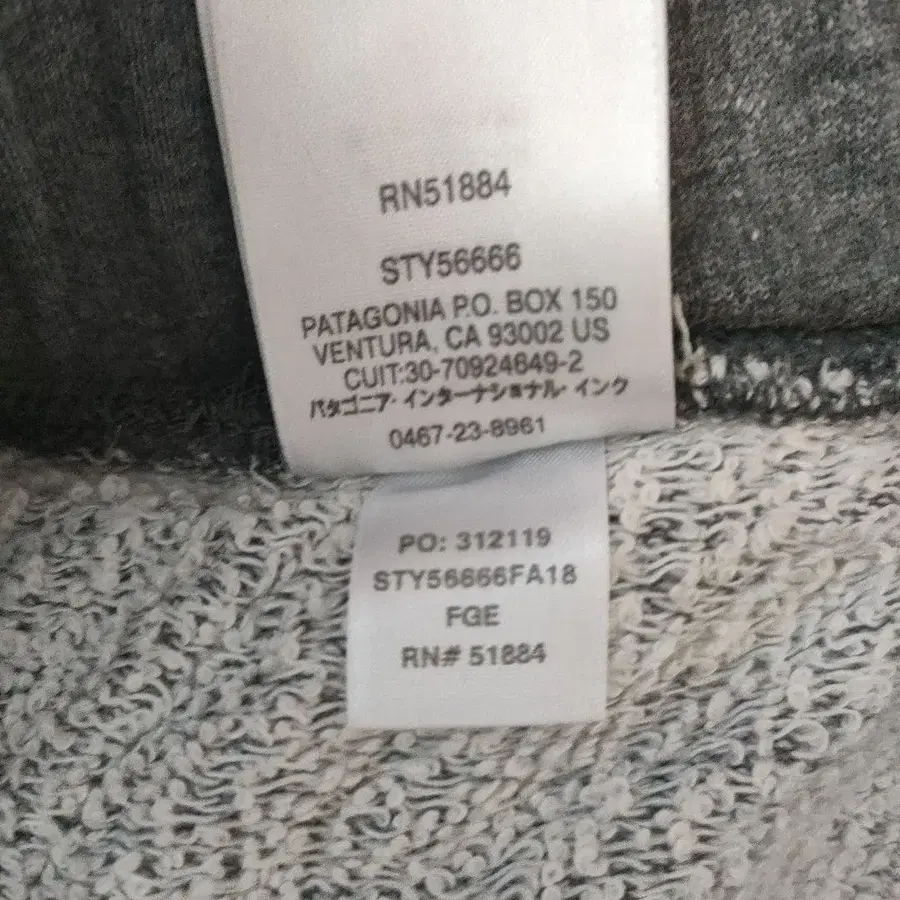 RN51884
STY56666
PATAGONIA P.O. BOX 150
VENTURA, CA 93002 US
CUIT:30-70924649-2
パタゴニア・インターナショナル・インク
0467-23-8961
PO: 312119
STY56666FA18
FGE
RN# 51884